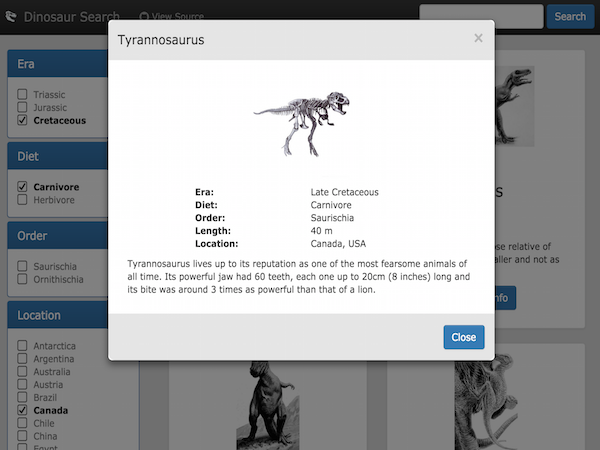 Dinosaur Search View Source Search
Tyrannosaurus ×
Era
Triassic
Jurassic
Cretaceous
Diet
Carnivore
Herbivore
Order
Saurischia
Ornithischia
Location
Antarctica
Argentina
Australia
Austria
Brazil
Canada
Chile
China
Egypt
Era: Late Cretaceous
Diet: Carnivore
Order: Saurischia
Length: 40 m
Location: Canada, USA
Tyrannosaurus lives up to its reputation as one of the most fearsome animals of
all time. Its powerful jaw had 60 teeth, each one up to 20cm (8 inches) long and
its bite was around 3 times as powerful than that of a lion.
Close
relative of
and not as